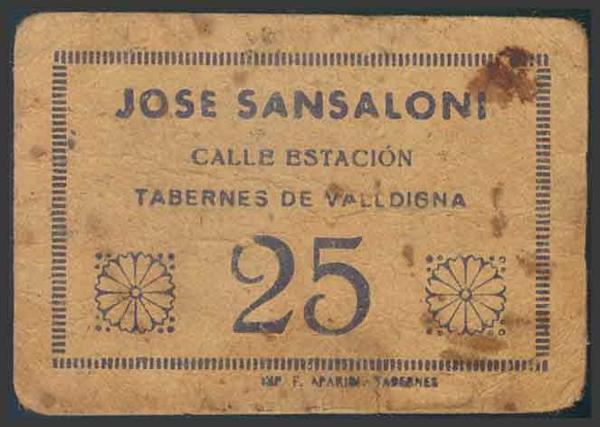 JOSE SANSALONI
CALLE ESTACIÓN
TABERNES DE VALLDIGNA
25
IMP F. APARISI - TABERNES